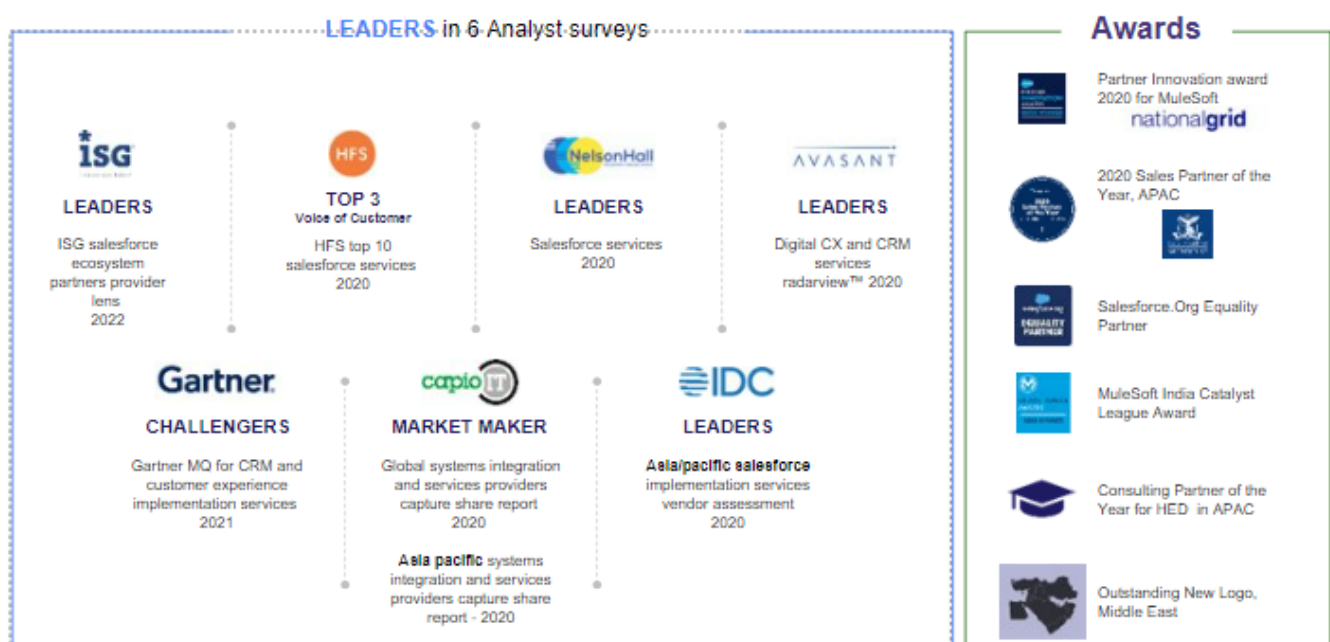 LEADERS in 6 Analyst surveys
ISG
LEADERS
ISG salesforce
ecosystem
partners provider
lens
2022
HFS
TOP 3
Voice of Customer
HFS top 10
salesforce services
2020
NelsonHall
LEADERS
Salesforce services
2020
AVASANT
LEADERS
Digital CX and CRM
services
radarview™ 2020
Gartner
CHALLENGERS
Gartner MQ for CRM and
customer experience
implementation services
2021
capioIT
MARKET MAKER
Global systems integration
and services providers
capture share report
2020
Asia pacific systems
integration and services
providers capture share
report - 2020
IDC
LEADERS
Asia/pacific salesforce
implementation services
vendor assessment
2020
Awards
Partner Innovation award
2020 for MuleSoft
nationalgrid
2020 Sales Partner of the
Year, APAC
EQUALITY
PARTNER
Salesforce.Org Equality
Partner
MuleSoft India Catalyst
League Award
Consulting Partner of the
Year for HED in APAC
Outstanding New Logo,
Middle East